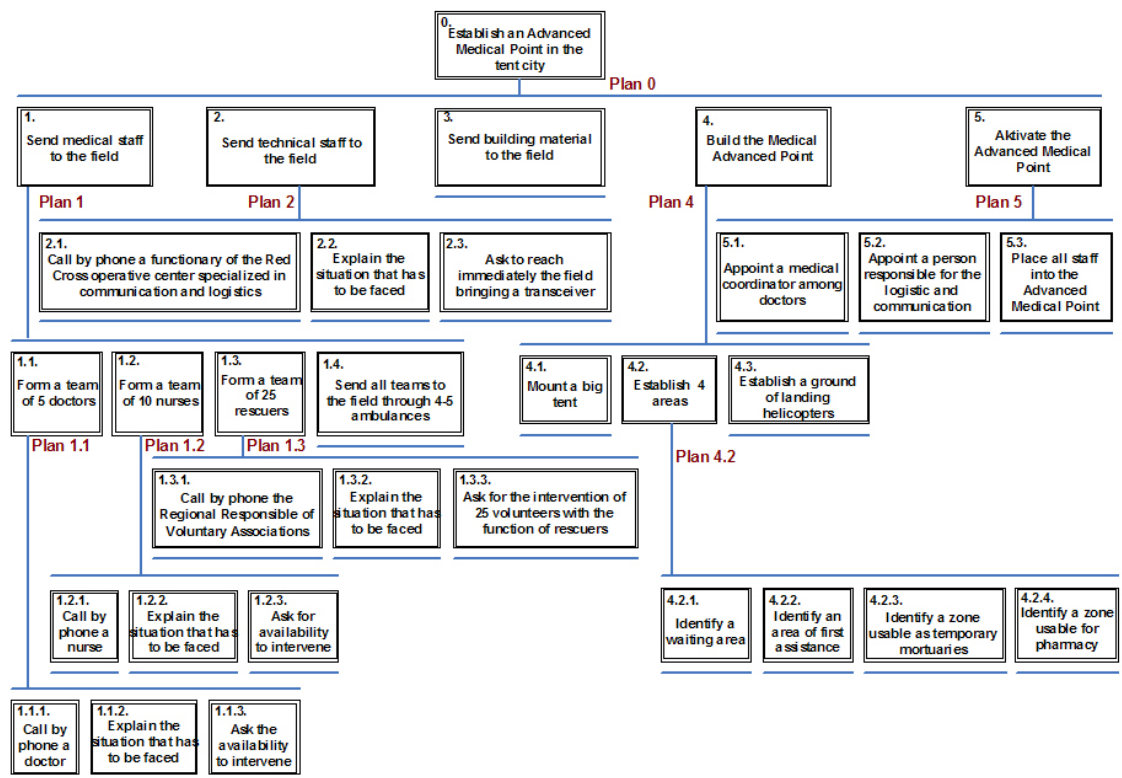 0.
Establish an Advanced
Medical Point in the
tent city
Plan 0
1.
Send medical staff
to the field
2.
Send technical staff to
the field
3.
Send building material
to the field
4.
Build the Medical
Advanced Point
5.
Aktivate the
Advanced Medical
Point
Plan 1
Plan 2
Plan 4
Plan 5
2.1.
Call by phone a functionary of the Red
Cross operative center specialized in
communication and logistics
2.2.
Explain the
situation that has
to be faced
2.3.
Ask to reach
immediately the field
bringing a transceiver
5.1.
Appoint a medical
coordinator among
doctors
5.2.
Appoint a person
responsible for the
logistic and
communication
5.3.
Place all staff
into the
Advanced
Medical Point
1.1.
Form a team
of 5 doctors
1.2.
Form a team
of 10 nurses
1.3.
Form a team
of 25
rescuers
1.4.
Send all teams to
the field through 4-5
ambulances
4.1.
Mount a big
tent
4.2.
Establish 4
areas
4.3.
Establish a ground
of landing
helicopters
Plan 1.1
Plan 1.2
Plan 1.3
Plan 4.2
1.3.1.
Call by phone the
Regional Responsible of
Voluntary Associations
1.3.2.
Explain the
situation that has
to be faced
1.3.3.
Ask for the intervention of
25 volunteers with the
function of rescuers
1.2.1.
Call by
phone a
nurse
1.2.2.
Explain the
situation that has
to be faced
1.2.3.
Ask for
availability
to intervene
4.2.1.
Identify a
waiting area
4.2.2.
Identify an
area of first
assistance
4.2.3.
Identify a zone
usable as temporary
mortuaries
4.2.4.
Identify a zone
usable for
pharmacy
1.1.1.
Call by
phone a
doctor
1.1.2.
Explain the
situation that has
to be faced
1.1.3.
Ask the
availability
to intervene